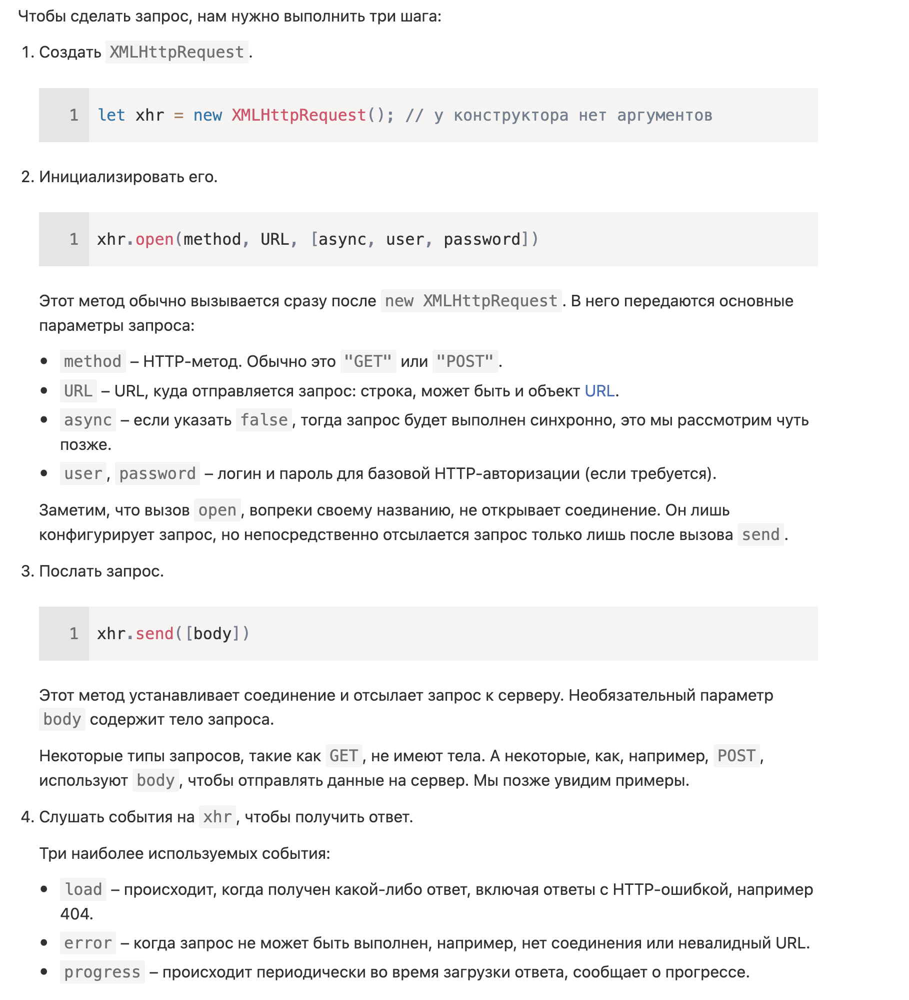 Чтобы сделать запрос, нам нужно выполнить три шага:
1. Создать XMLHttpRequest.
1 let xhr = new XMLHttpRequest(); // у конструктора нет аргументов
2. Инициализировать его.
1 xhr.open(method, URL, [async, user, password])
Этот метод обычно вызывается сразу после new XMLHttpRequest. В него передаются основные
параметры запроса:
• method – HTTP-метод. Обычно это "GET" или "POST".
• URL – URL, куда отправляется запрос: строка, может быть и объект URL.
• async – если указать false, тогда запрос будет выполнен синхронно, это мы рассмотрим чуть
позже.
• user, password – логин и пароль для базовой HTTP-авторизации (если требуется).
Заметим, что вызов open, вопреки своему названию, не открывает соединение. Он лишь
конфигурирует запрос, но непосредственно отсылается запрос только лишь после вызова send.
3. Послать запрос.
1 xhr.send([body])
Этот метод устанавливает соединение и отсылает запрос к серверу. Необязательный параметр
body содержит тело запроса.
Некоторые типы запросов, такие как GET, не имеют тела. А некоторые, как, например, POST,
используют body, чтобы отправлять данные на сервер. Мы позже увидим примеры.
4. Слушать события на xhr, чтобы получить ответ.
Три наиболее используемых события:
• load – происходит, когда получен какой-либо ответ, включая ответы с HTTP-ошибкой, например
404.
• error – когда запрос не может быть выполнен, например, нет соединения или невалидный URL.
• progress – происходит периодически во время загрузки ответа, сообщает о прогрессе.